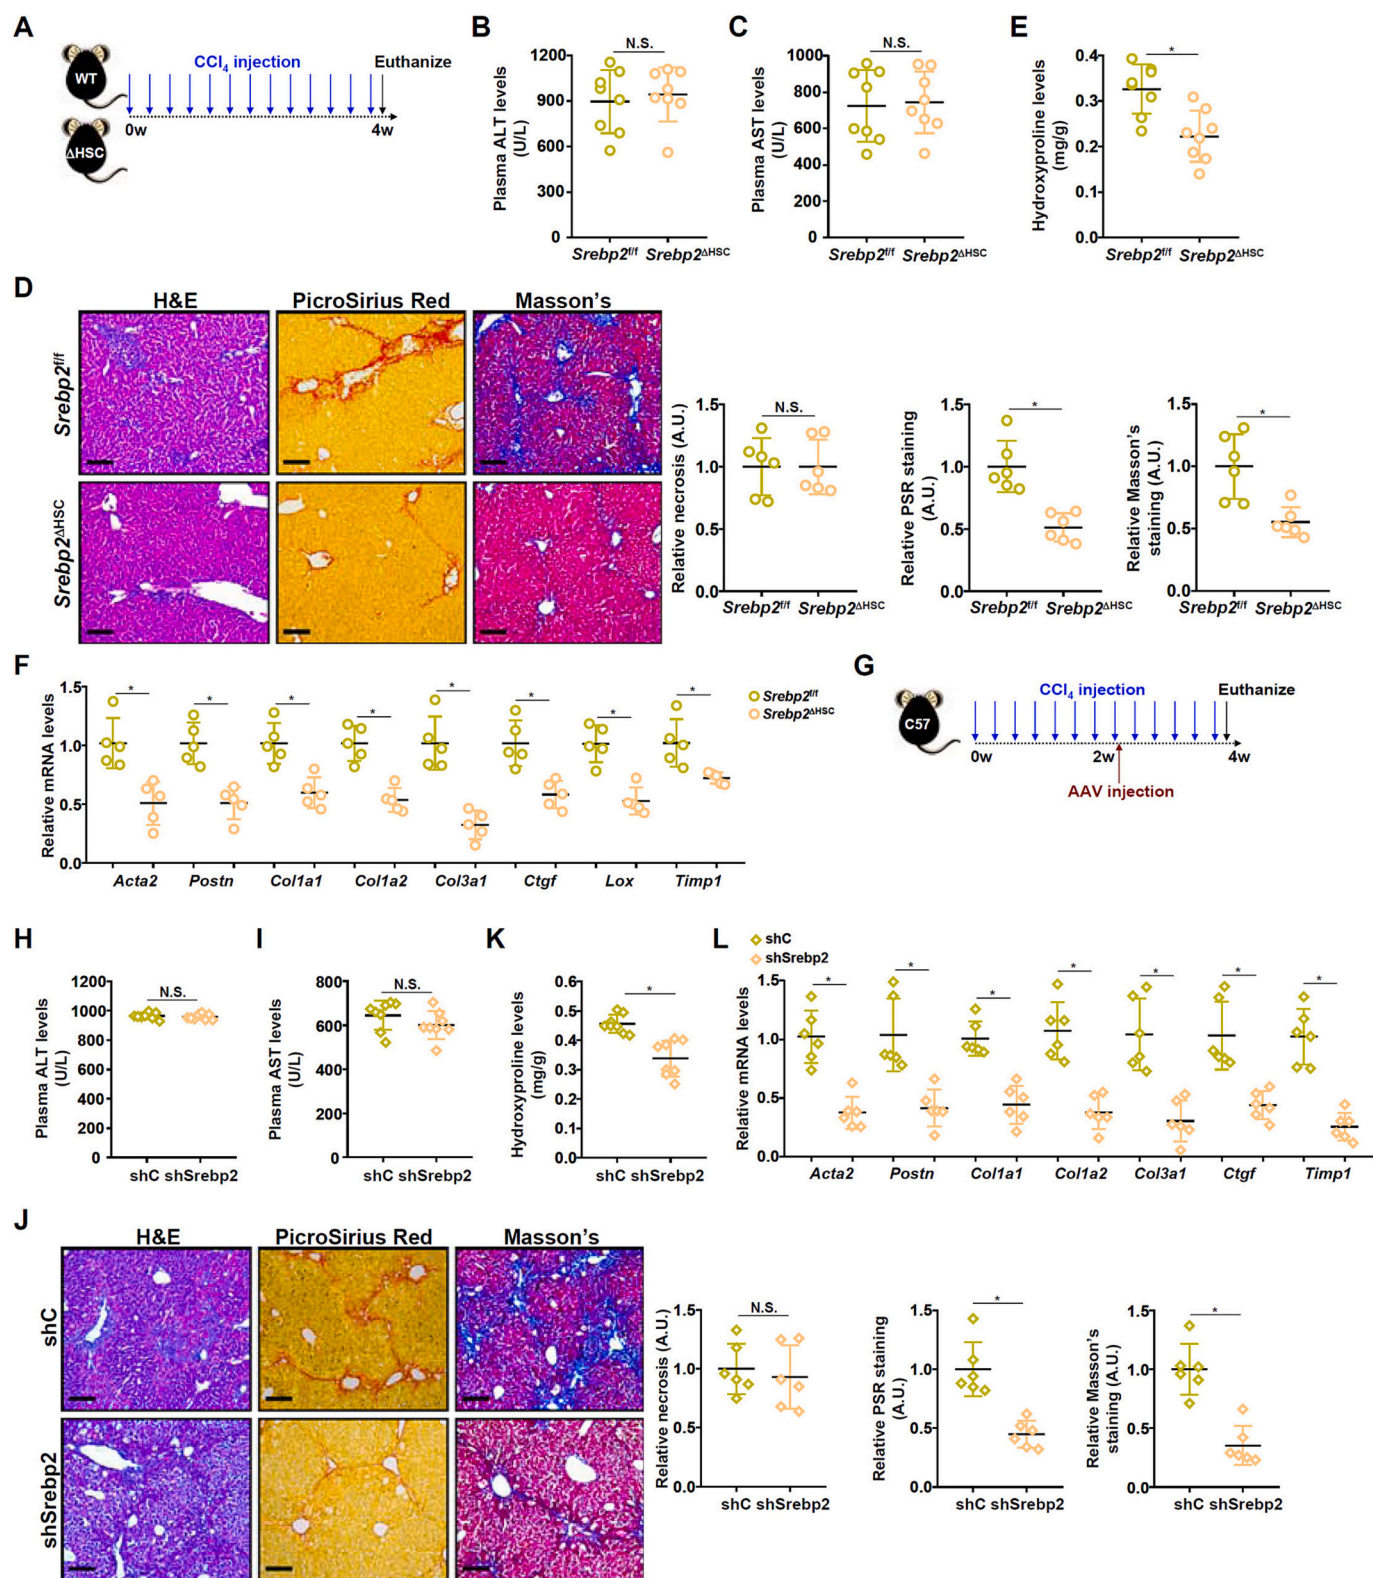 A
WT
ΔHSC
CCl4 injection
Euthanize
0w
4w
B
N.S.
Plasma ALT levels
(U/L)
1200
900
600
300
0
Srebp2f/f
Srebp2ΔHSC
C
N.S.
Plasma AST levels
(U/L)
1000
800
600
400
200
0
Srebp2f/f
Srebp2ΔHSC
E
*
Hydroxyproline levels
(mg/g)
0.4
0.3
0.2
0.1
0
Srebp2f/f
Srebp2ΔHSC
D
H&E
PicroSirius Red
Masson's
Srebp2f/f
Srebp2ΔHSC
N.S.
Relative necrosis (A.U.)
1.5
1.0
0.5
0.0
Srebp2f/f
Srebp2ΔHSC
*
Relative PSR staining
(A.U.)
1.5
1.0
0.5
0.0
Srebp2f/f
Srebp2ΔHSC
*
Relative Masson's
staining (A.U.)
1.5
1.0
0.5
0
Srebp2f/f
Srebp2ΔHSC
F
Relative mRNA levels
1.5
1.0
0.5
0.0
* * * * * * * *
Acta2 Postn Col1a1 Col1a2 Col3a1 Ctgf Lox Timp1
Srebp2f/f
Srebp2ΔHSC
G
C57
CCl4 injection
Euthanize
0w
2w
4w
AAV injection
H
N.S.
Plasma ALT levels
(U/L)
1200
1000
800
600
400
200
0
shC shSrebp2
I
N.S.
Plasma AST levels
(U/L)
800
600
400
200
0
shC shSrebp2
K
*
Hydroxyproline levels
(mg/g)
0.6
0.5
0.4
0.3
0.2
0.1
0.0
shC shSrebp2
L
shC
shSrebp2
Relative mRNA levels
1.5
1.0
0.5
0.0
* * * * * * *
Acta2 Postn Col1a1 Col1a2 Col3a1 Ctgf Timp1
J
H&E
PicroSirius Red
Masson's
shC
shSrebp2
N.S.
Relative necrosis (A.U.)
1.5
1.0
0.5
0.0
shC shSrebp2
*
Relative PSR staining
(A.U.)
1.5
1.0
0.5
0.0
shC shSrebp2
*
Relative Masson's
staining (A.U.)
1.5
1.0
0.5
0.0
shC shSrebp2